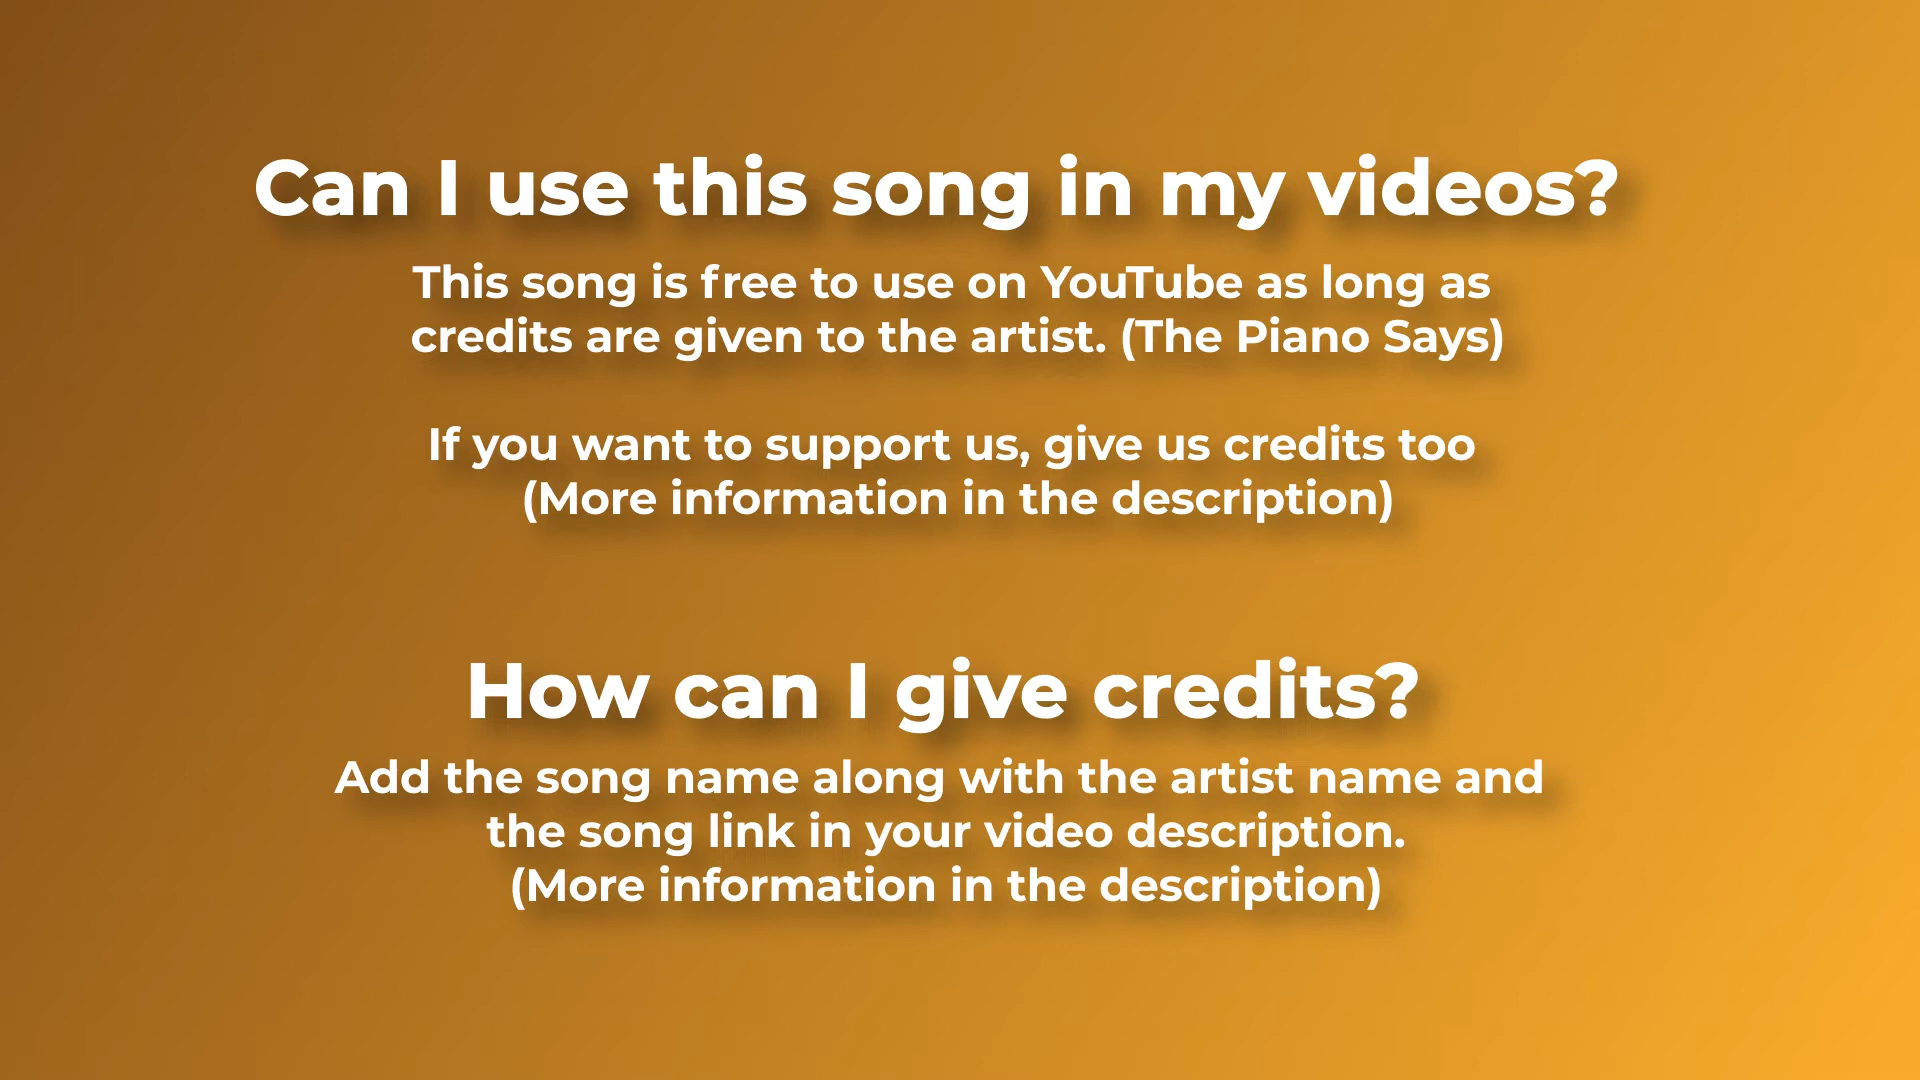 Can I use this song in my videos?
This song is free to use on YouTube as long as
credits are given to the artist. (The Piano Says)
If you want to support us, give us credits too
(More information in the description)
How can I give credits?
Add the song name along with the artist name and
the song link in your video description.
(More information in the description)